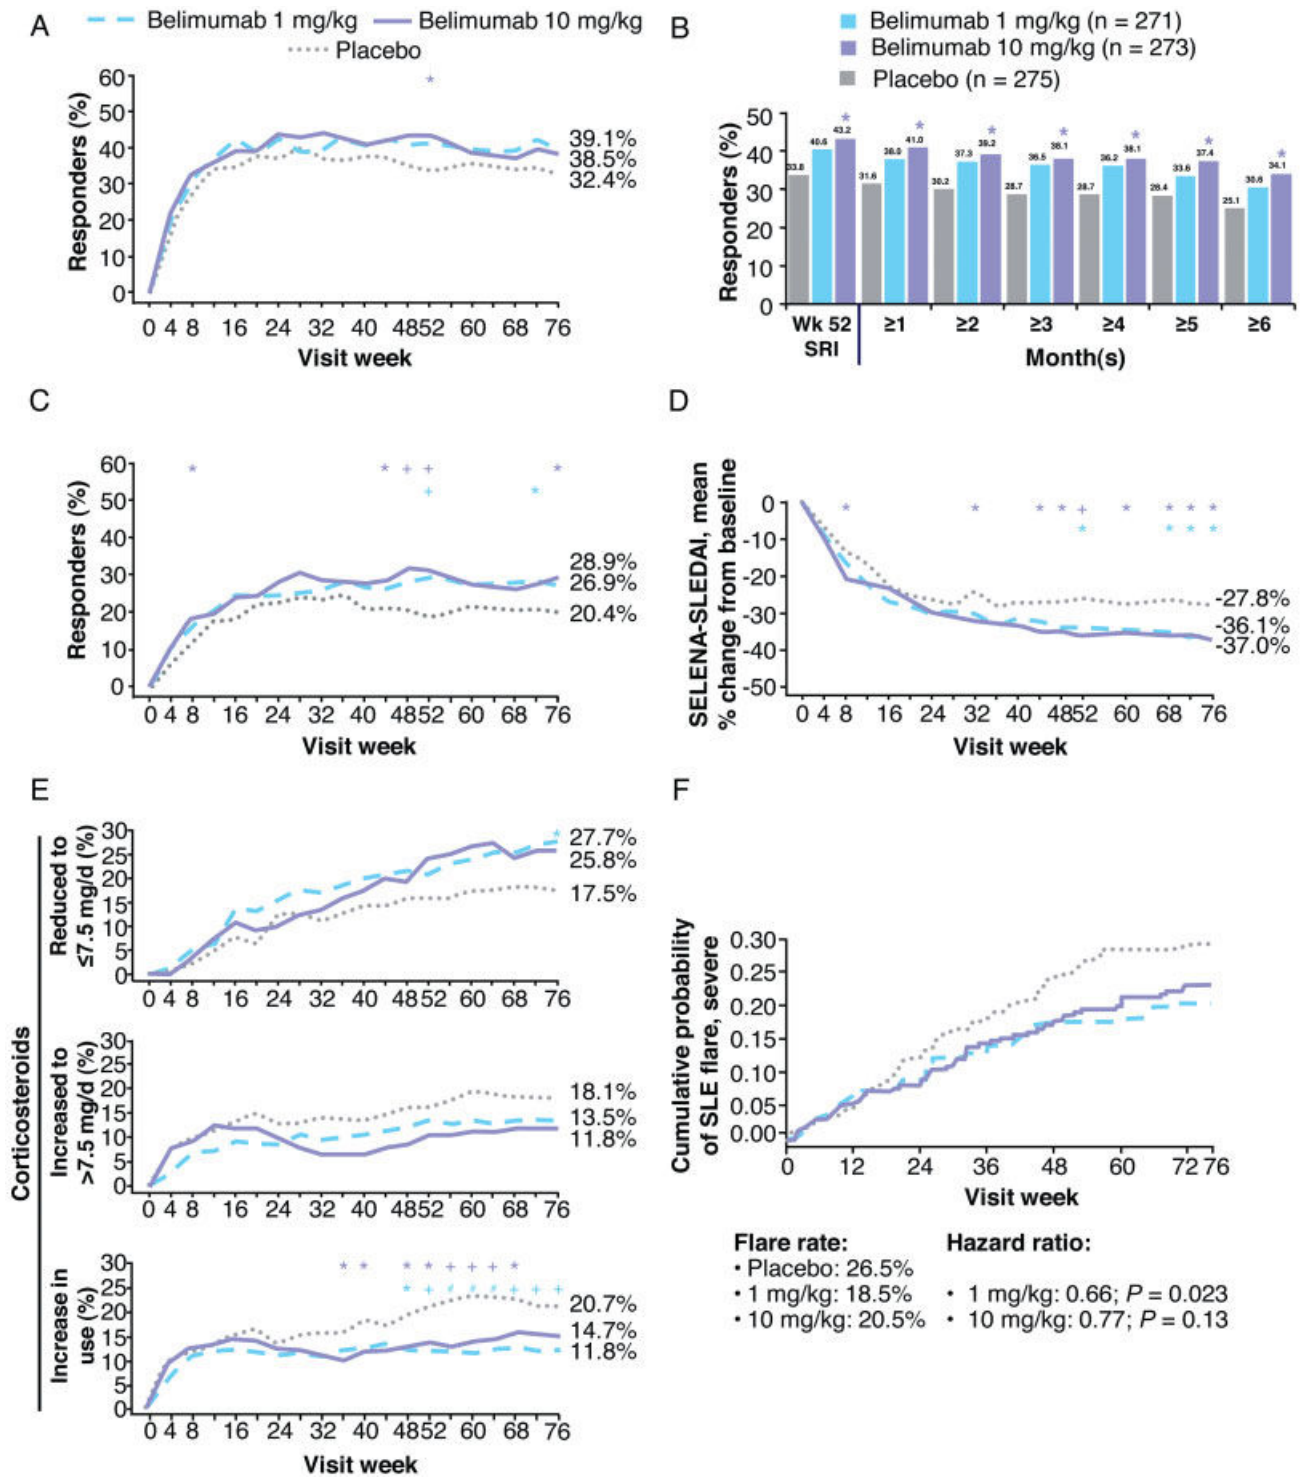 A
Belimumab 1 mg/kg
Belimumab 10 mg/kg
Placebo
Responders (%)
60
50
40
30
20
10
0
*
39.1%
38.5%
32.4%
0 4 8 16 24 32 40 4852 60 68 76
Visit week
B
Belimumab 1 mg/kg (n = 271)
Belimumab 10 mg/kg (n = 273)
Placebo (n = 275)
Responders (%)
50
40
30
20
10
0
* * * * * * *
33.8 40.6 43.2 31.6 38.0 41.0 30.2 37.3 39.2 28.7 36.5 38.1 28.7 36.2 38.1 28.4 33.6 37.4 25.1 30.6 34.1
Wk 52 ≥1 ≥2 ≥3 ≥4 ≥5 ≥6
SRI
Month(s)
C
Responders (%)
60
50
40
30
20
10
0
* * + + *
+ *
28.9%
26.9%
20.4%
0 4 8 16 24 32 40 4852 60 68 76
Visit week
D
SELENA-SLEDAI, mean
% change from baseline
0
-10
-20
-30
-40
-50
* * * * + * * * *
* * * *
-27.8%
-36.1%
-37.0%
0 4 8 16 24 32 40 4852 60 68 76
Visit week
E
Corticosteroids
Reduced to
≤7.5 mg/d (%)
30
25
20
15
10
5
0
*
27.7%
25.8%
17.5%
0 4 8 16 24 32 40 4852 60 68 76
Increased to
>7.5 mg/d (%)
30
25
20
15
10
5
0
18.1%
13.5%
11.8%
0 4 8 16 24 32 40 4852 60 68 76
Increase in
use (%)
30
25
20
15
10
5
0
* * * * + + + *
* + + + +
20.7%
14.7%
11.8%
0 4 8 16 24 32 40 4852 60 68 76
Visit week
F
Cumulative probability
of SLE flare, severe
0.30
0.25
0.20
0.15
0.10
0.05
0.00
0 12 24 36 48 60 72 76
Visit week
Flare rate:
• Placebo: 26.5%
• 1 mg/kg: 18.5%
• 10 mg/kg: 20.5%
Hazard ratio:
• 1 mg/kg: 0.66; P = 0.023
• 10 mg/kg: 0.77; P = 0.13